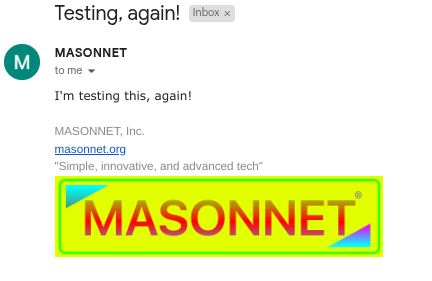 Testing, again! Inbox ×
M MASONNET
to me
I'm testing this, again!
MASONNET, Inc.
masonnet.org
"Simple, innovative, and advanced tech"
MASONNET®